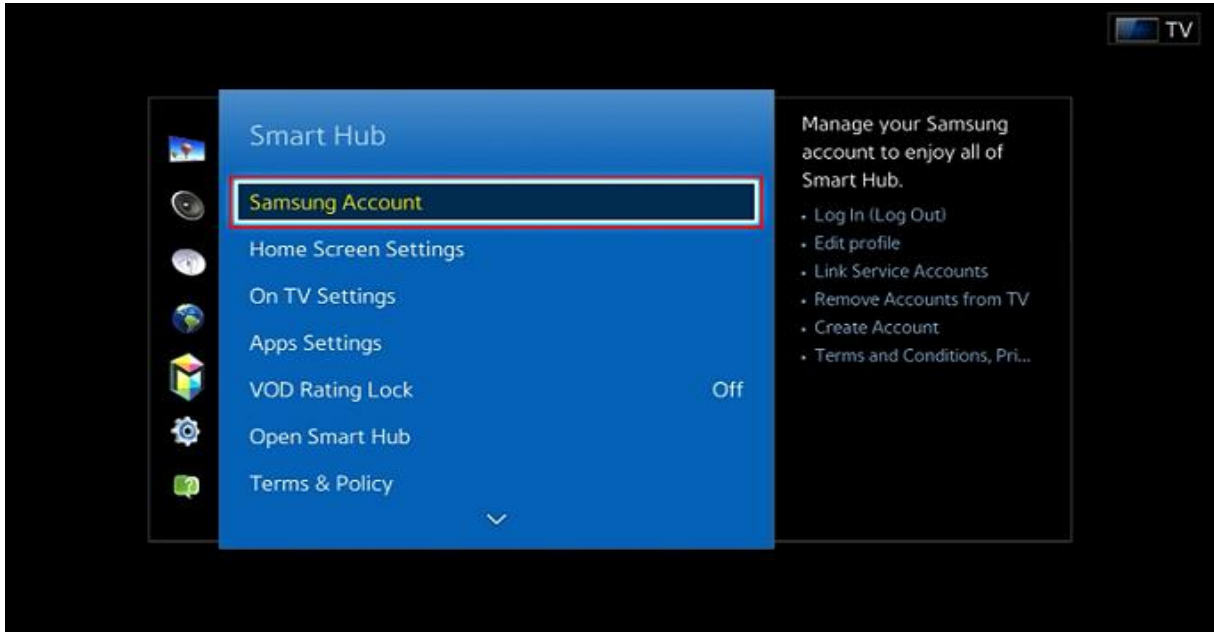 TV
Smart Hub
Samsung Account
Home Screen Settings
On TV Settings
Apps Settings
VOD Rating Lock Off
Open Smart Hub
Terms & Policy
Manage your Samsung
account to enjoy all of
Smart Hub.
• Log In (Log Out)
• Edit profile
• Link Service Accounts
• Remove Accounts from TV
• Create Account
• Terms and Conditions, Pri...